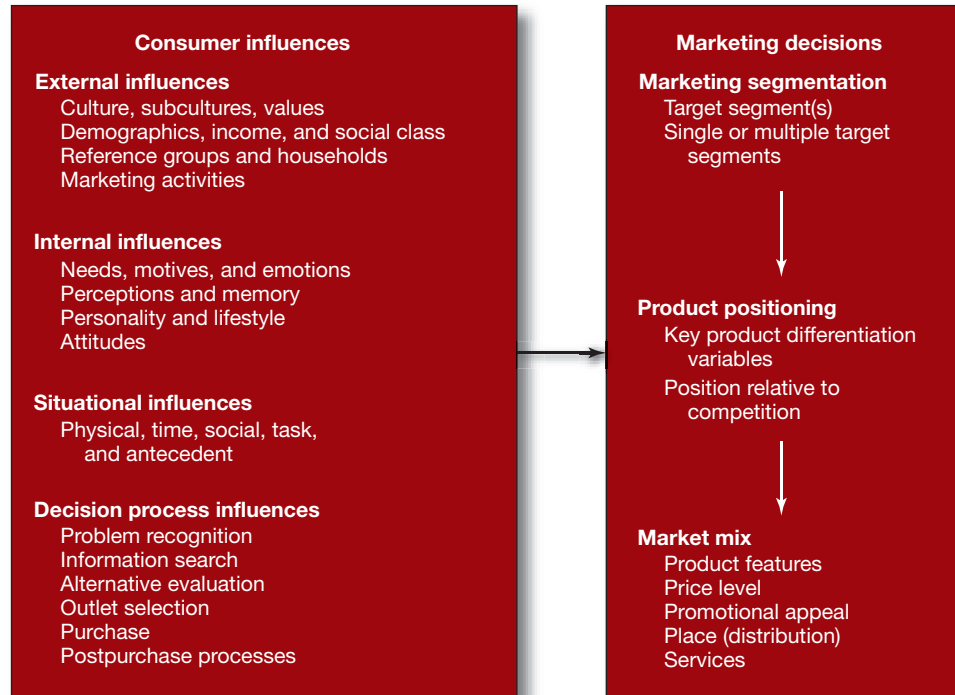 Consumer influences
External influences
Culture, subcultures, values
Demographics, income, and social class
Reference groups and households
Marketing activities
Internal influences
Needs, motives, and emotions
Perceptions and memory
Personality and lifestyle
Attitudes
Situational influences
Physical, time, social, task,
and antecedent
Decision process influences
Problem recognition
Information search
Alternative evaluation
Outlet selection
Purchase
Postpurchase processes
Marketing decisions
Marketing segmentation
Target segment(s)
Single or multiple target
segments
Product positioning
Key product differentiation
variables
Position relative to
competition
Market mix
Product features
Price level
Promotional appeal
Place (distribution)
Services